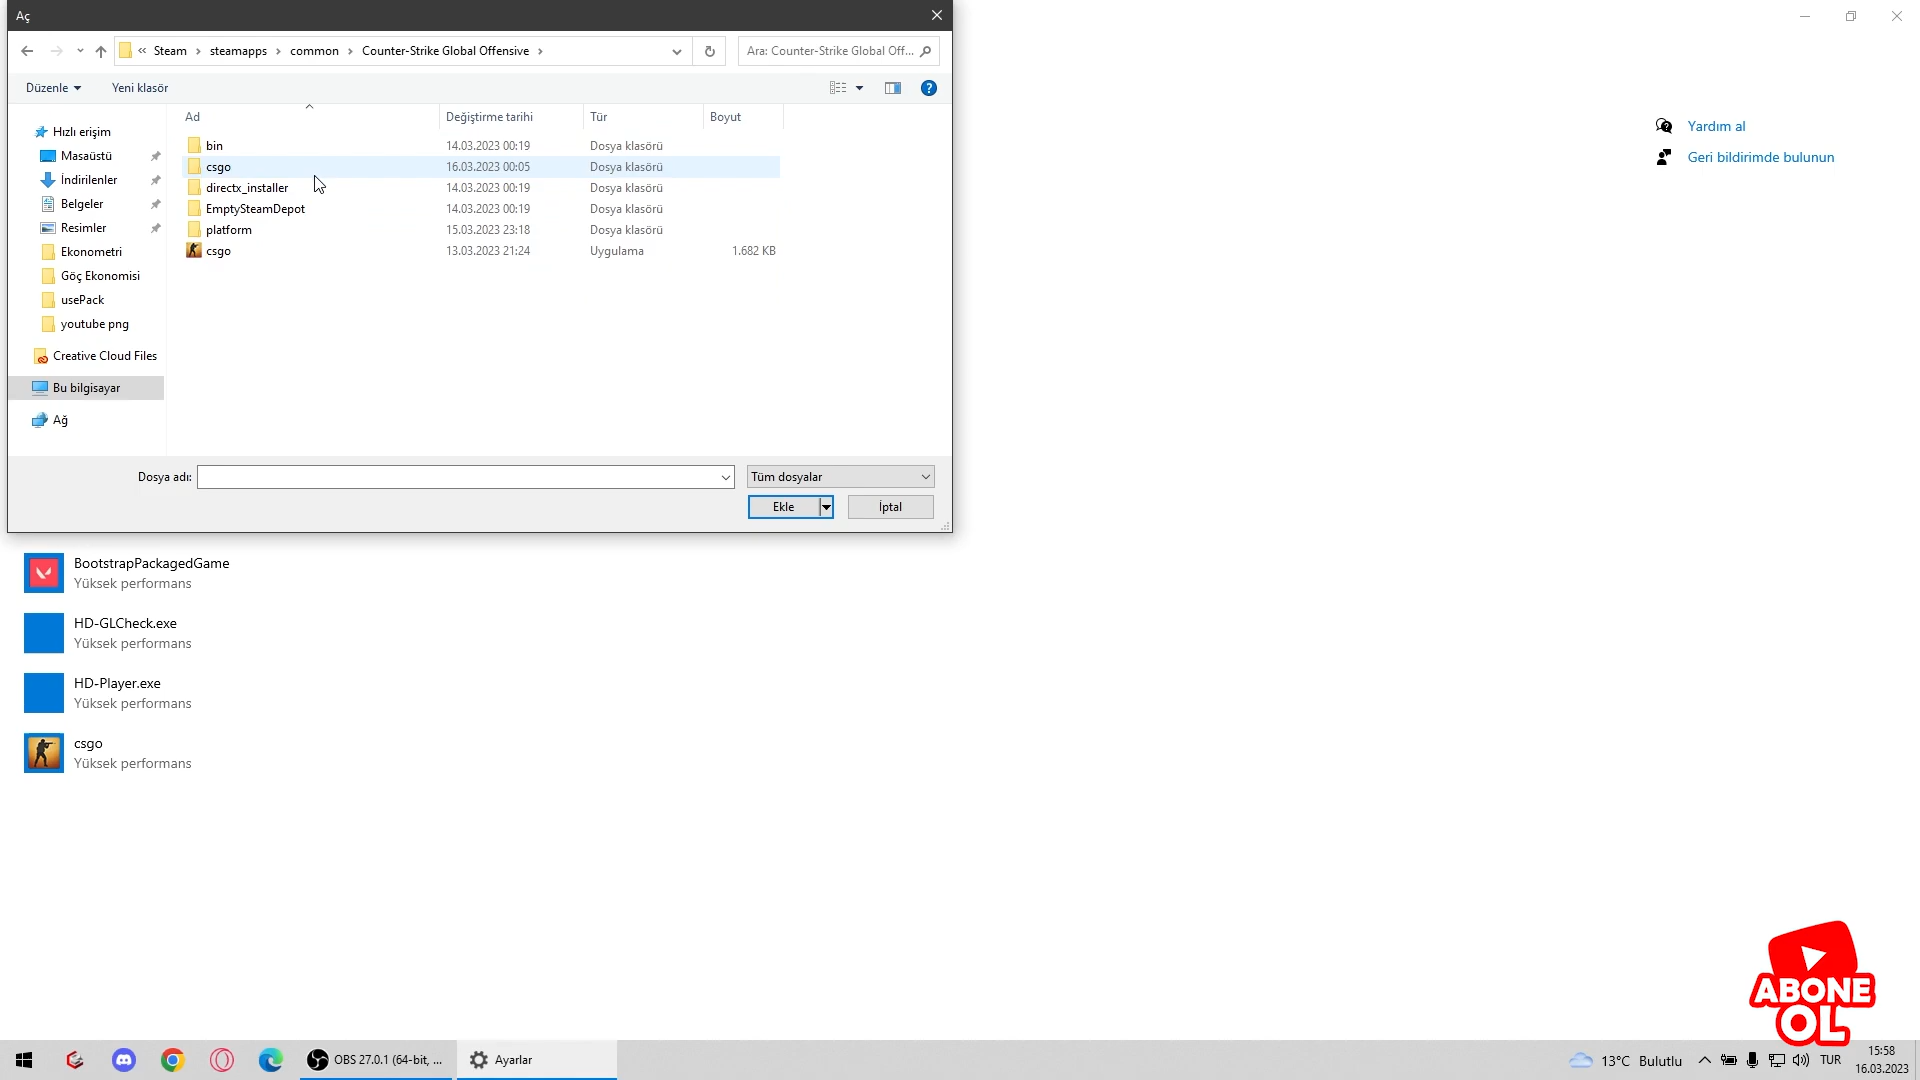 Aç
« Steam › steamapps › common › Counter-Strike Global Offensive ›
Ara: Counter-Strike Global Off...
Düzenle
Yeni klasör
Ad
Değiştirme tarihi
Tür
Boyut
bin 14.03.2023 00:19 Dosya klasörü
csgo 16.03.2023 00:05 Dosya klasörü
directx_installer 14.03.2023 00:19 Dosya klasörü
EmptySteamDepot 14.03.2023 00:19 Dosya klasörü
platform 15.03.2023 23:18 Dosya klasörü
csgo 13.03.2023 21:24 Uygulama 1.682 KB
Hızlı erişim
Masaüstü
İndirilenler
Belgeler
Resimler
Ekonometri
Göç Ekonomisi
usePack
youtube png
Creative Cloud Files
Bu bilgisayar
Ağ
Dosya adı:
Tüm dosyalar
Ekle
İptal
Yardım al
Geri bildirimde bulunun
BootstrapPackagedGame
Yüksek performans
HD-GLCheck.exe
Yüksek performans
HD-Player.exe
Yüksek performans
csgo
Yüksek performans
ABONE
OL
OBS 27.0.1 (64-bit, ...
Ayarlar
13°C Bulutlu
TUR
15:58
16.03.2023